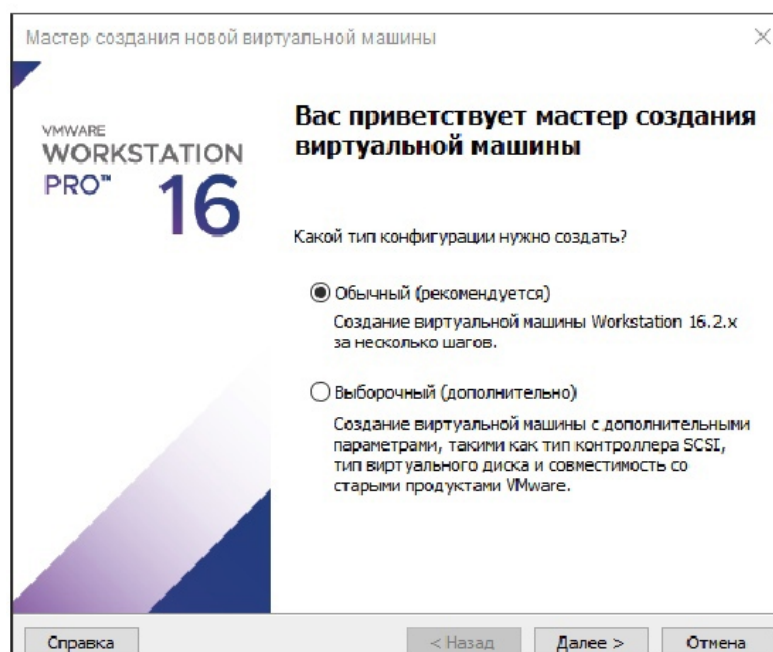 Мастер создания новой виртуальной машины
VMWARE
WORKSTATION
PRO™ 16
Вас приветствует мастер создания
виртуальной машины
Какой тип конфигурации нужно создать?
Обычный (рекомендуется)
Создание виртуальной машины Workstation 16.2.x
за несколько шагов.
Выборочный (дополнительно)
Создание виртуальной машины с дополнительными
параметрами, такими как тип контроллера SCSI,
тип виртуального диска и совместимость со
старыми продуктами VMware.
Справка
< Назад
Далее >
Отмена